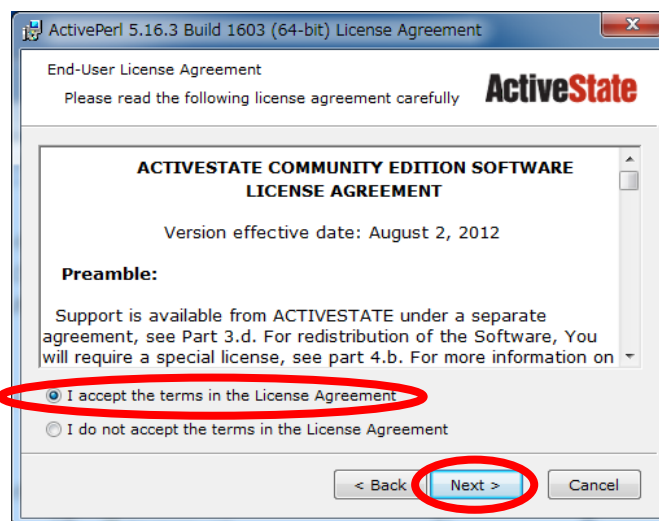 ActivePerl 5.16.3 Build 1603 (64-bit) License Agreement
End-User License Agreement
Please read the following license agreement carefully
ActiveState
ACTIVESTATE COMMUNITY EDITION SOFTWARE
LICENSE AGREEMENT
Version effective date: August 2, 2012
Preamble:
Support is available from ACTIVESTATE under a separate
agreement, see Part 3.d. For redistribution of the Software, You
will require a special license, see part 4.b. For more information on
I accept the terms in the License Agreement
I do not accept the terms in the License Agreement
< Back Next > Cancel